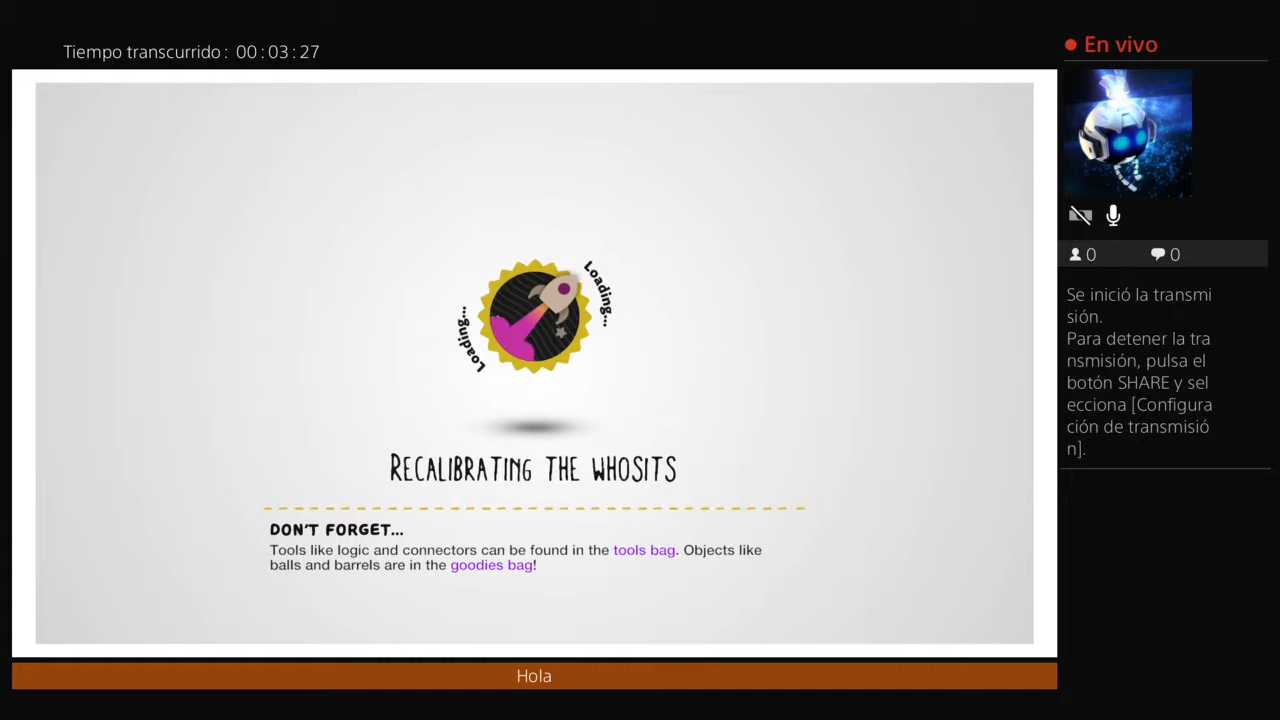 Tiempo transcurrido : 00 : 03 : 27
En vivo
0
0
Se inició la transmi
sión.
Para detener la tra
nsmisión, pulsa el
botón SHARE y sel
ecciona [Configura
ción de transmisió
n].
Loading...
Loading...
RECALIBRATING THE WHOSITS
DON'T FORGET...
Tools like logic and connectors can be found in the tools bag. Objects like
balls and barrels are in the goodies bag!
Hola